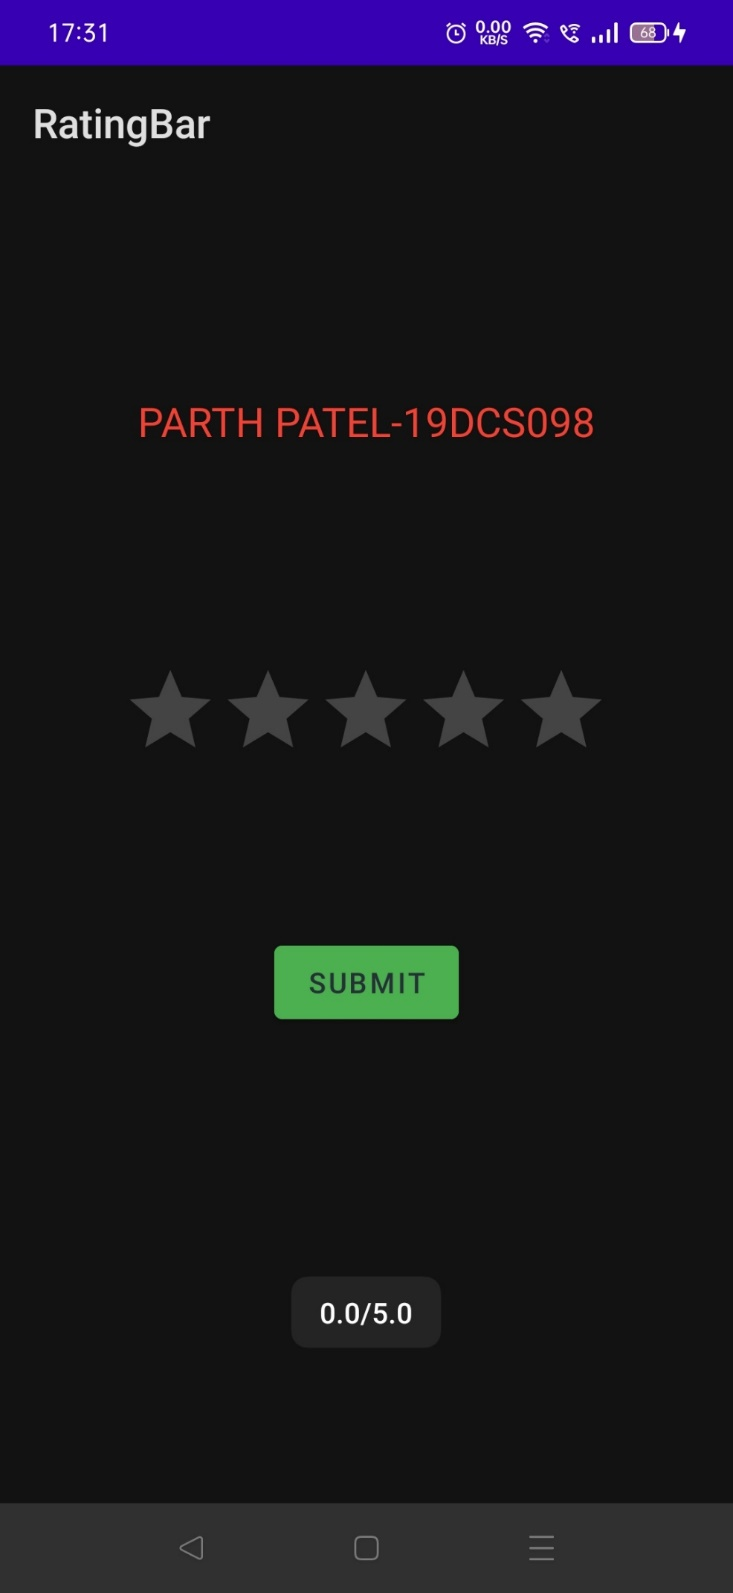 17:31
0.00
KB/S
68
RatingBar
PARTH PATEL-19DCS098
SUBMIT
0.0/5.0